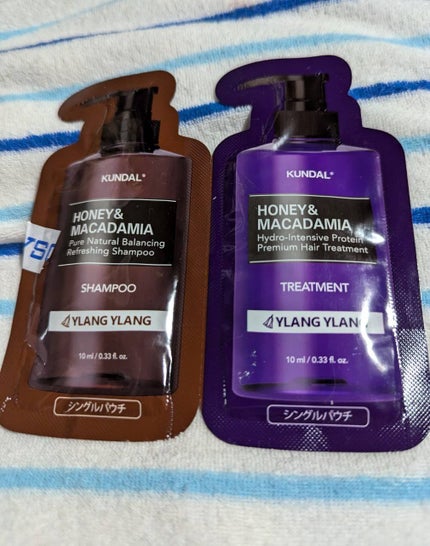 KUNDAL®
HONEY&
MACADAMIA
Pure Natural Balancing
Refreshing Shampoo
SHAMPOO
YLANG YLANG
10 ml / 0.33 fl. oz.
シングルパウチ
KUNDAL®
HONEY&
MACADAMIA
Hydro-Intensive Protein
Premium Hair Treatment
TREATMENT
YLANG YLANG
10 ml / 0.33 fl. oz.
シングルパウチ